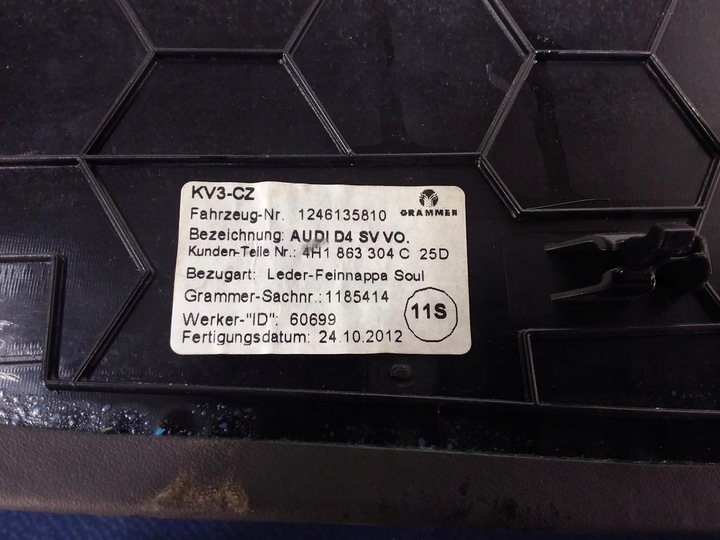 KV3-CZ
GRAMMER
Fahrzeug-Nr. 1246135810
Bezeichnung: AUDI D4 SV VO.
Kunden-Teile Nr.: 4H1 863 304 C 25D
Bezugart: Leder-Feinnappa Soul
Grammer-Sachnr.: 1185414
11S
Werker-"ID": 60699
Fertigungsdatum: 24.10.2012